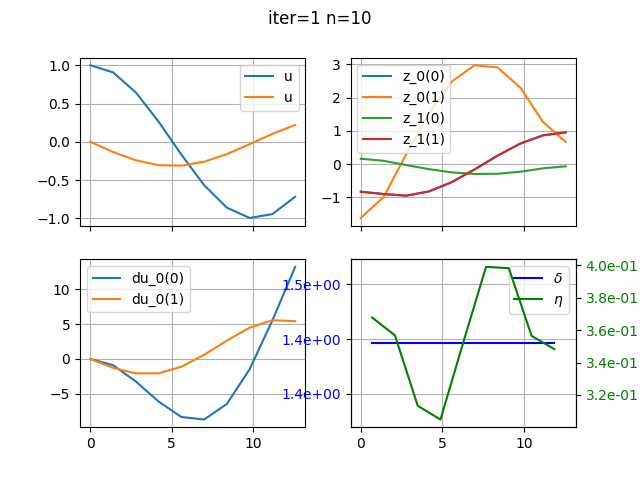 iter=1 n=10
1.0
0.5
0.0
−0.5
−1.0
u
u
3
2
1
0
−1
z_0(0)
z_0(1)
z_1(0)
z_1(1)
10
5
0
−5
0
5
10
du_0(0)
du_0(1)
1.5e+00
1.4e+00
1.4e+00
0
5
10
δ
η
4.0e-01
3.8e-01
3.6e-01
3.4e-01
3.2e-01